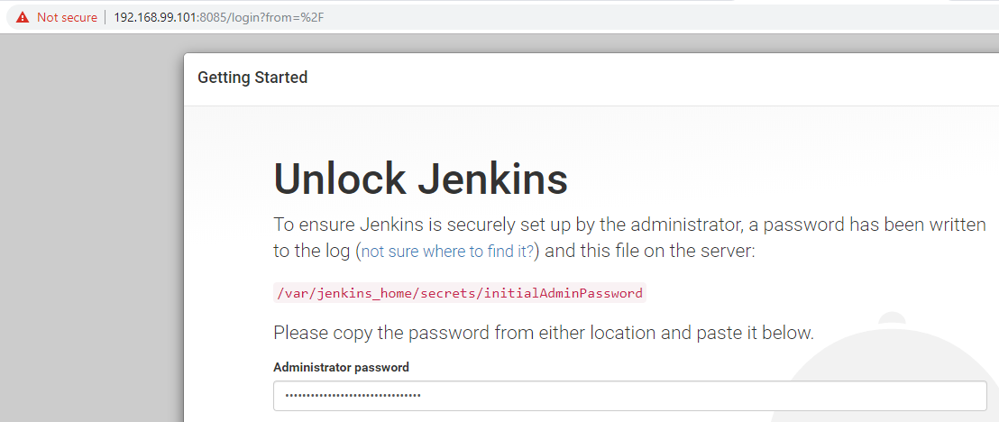 Not secure | 192.168.99.101:8085/login?from=%2F
Getting Started
Unlock Jenkins
To ensure Jenkins is securely set up by the administrator, a password has been written
to the log (not sure where to find it?) and this file on the server:
/var/jenkins_home/secrets/initialAdminPassword
Please copy the password from either location and paste it below.
Administrator password
••••••••••••••••••••••••••••••••